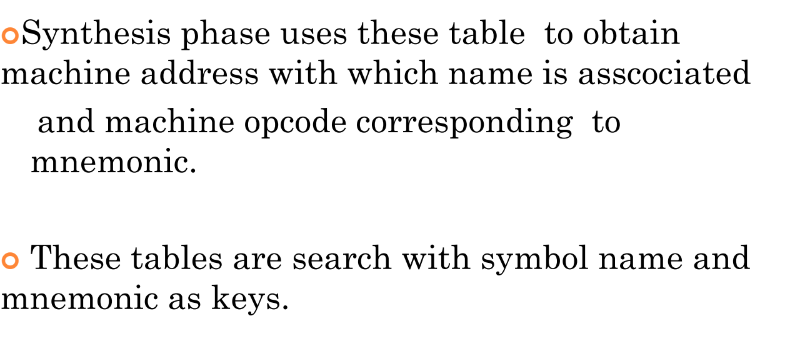 Synthesis phase uses these table to obtain
machine address with which name is asscociated
and machine opcode corresponding to
mnemonic.
These tables are search with symbol name and
mnemonic as keys.